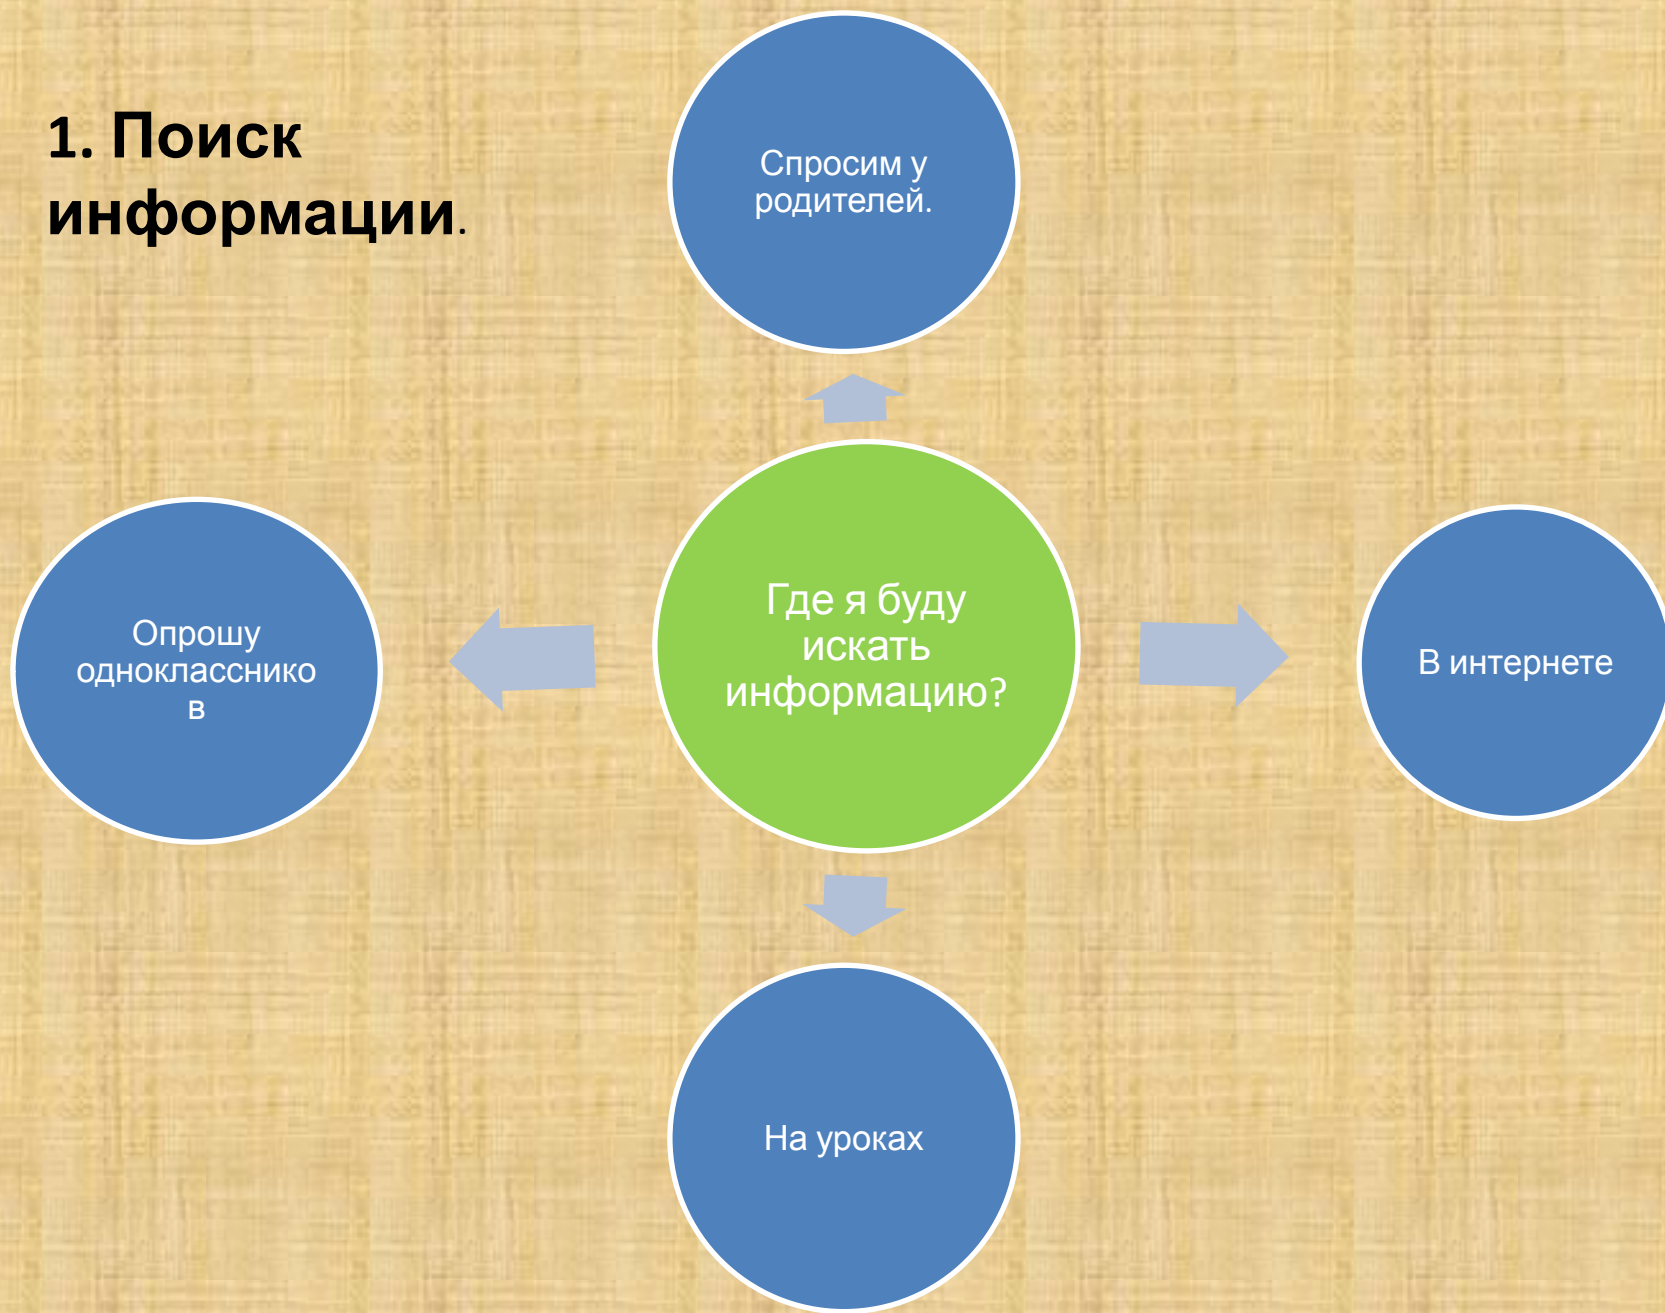 1. Поиск
информации.
Спросим у
родителей.
Где я буду
искать
информацию?
Опрошу
однокласснико
в
В интернете
На уроках